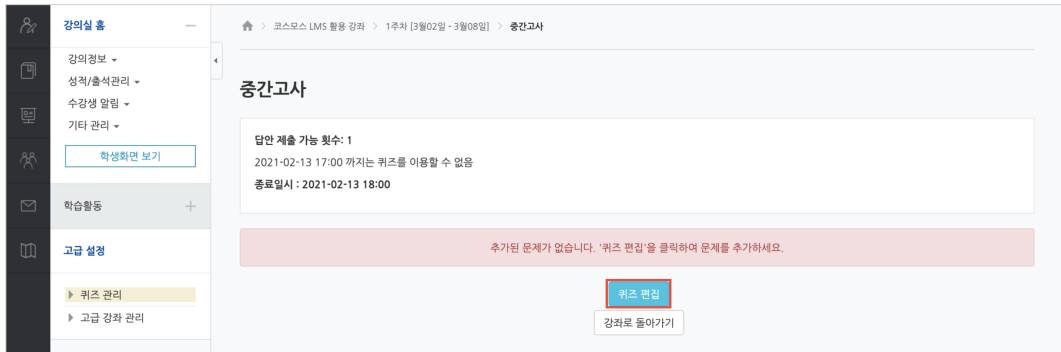 강의실 홈
강의정보
성적/출석관리
수강생 알림
기타 관리
학생화면 보기
학습활동
고급 설정
퀴즈 관리
고급 강좌 관리
코스모스 LMS 활용 강좌 > 1주차 [3월02일 - 3월08일] > 중간고사
중간고사
답안 제출 가능 횟수: 1
2021-02-13 17:00 까지는 퀴즈를 이용할 수 없음
종료일시 : 2021-02-13 18:00
추가된 문제가 없습니다. '퀴즈 편집'을 클릭하여 문제를 추가하세요.
퀴즈 편집
강좌로 돌아가기